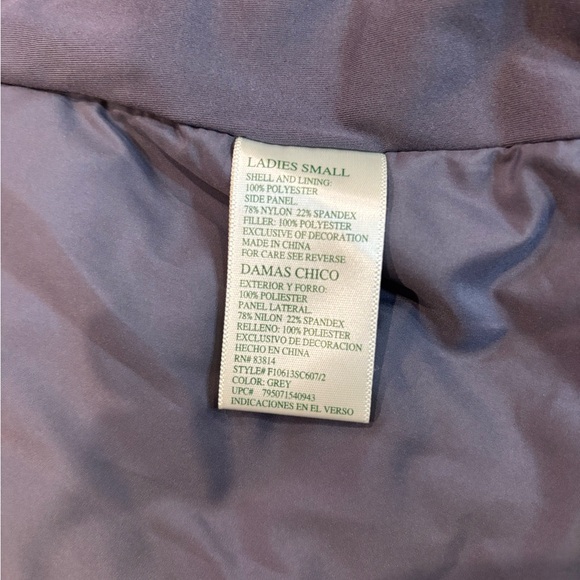 LADIES SMALL
SHELL AND LINING:
100% POLYESTER
SIDE PANEL.
78% NYLON 22% SPANDEX
FILLER: 100% POLYESTER
EXCLUSIVE OF DECORATION
MADE IN CHINA
FOR CARE SEE REVERSE
DAMAS CHICO
EXTERIOR Y FORRO:
100% POLIESTER
PANEL LATERAL.
78% NILON 22% SPANDEX
RELLENO: 100% POLIESTER
EXCLUSIVO DE DECORACION
HECHO EN CHINA
RN# 83814
STYLE# F10613SC607/2
COLOR: GREY
UPC# 795071540943
INDICACIONES EN EL VERSO